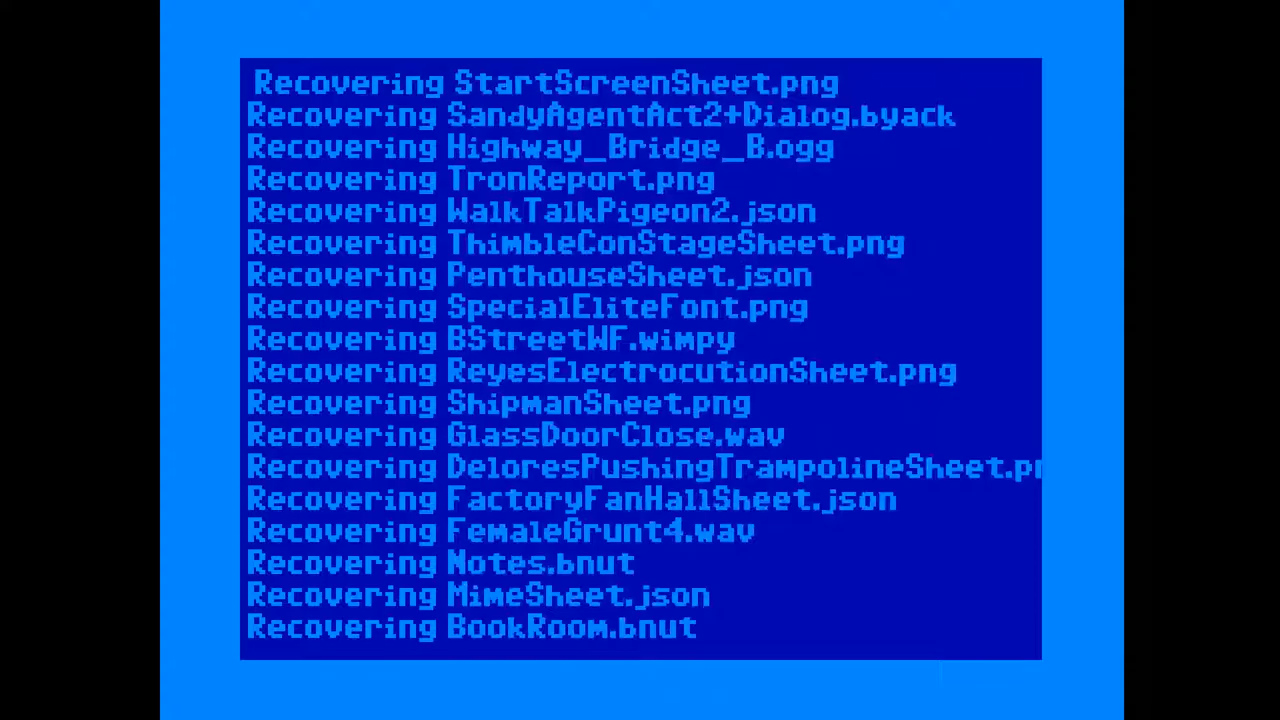 Recovering StartScreenSheet.png
Recovering SandyAgentAct2+Dialog.byack
Recovering Highway_Bridge_B.ogg
Recovering TronReport.png
Recovering WalkTalkPigeon2.json
Recovering ThimbleConStageSheet.png
Recovering PenthouseSheet.json
Recovering SpecialEliteFont.png
Recovering BStreetWF.wimpy
Recovering ReyesElectrocutionSheet.png
Recovering ShipmanSheet.png
Recovering GlassDoorClose.wav
Recovering DeloresPushingTrampolineSheet.pn
Recovering FactoryFanHallSheet.json
Recovering FemaleGrunt4.wav
Recovering Notes.bnut
Recovering MimeSheet.json
Recovering BookRoom.bnut